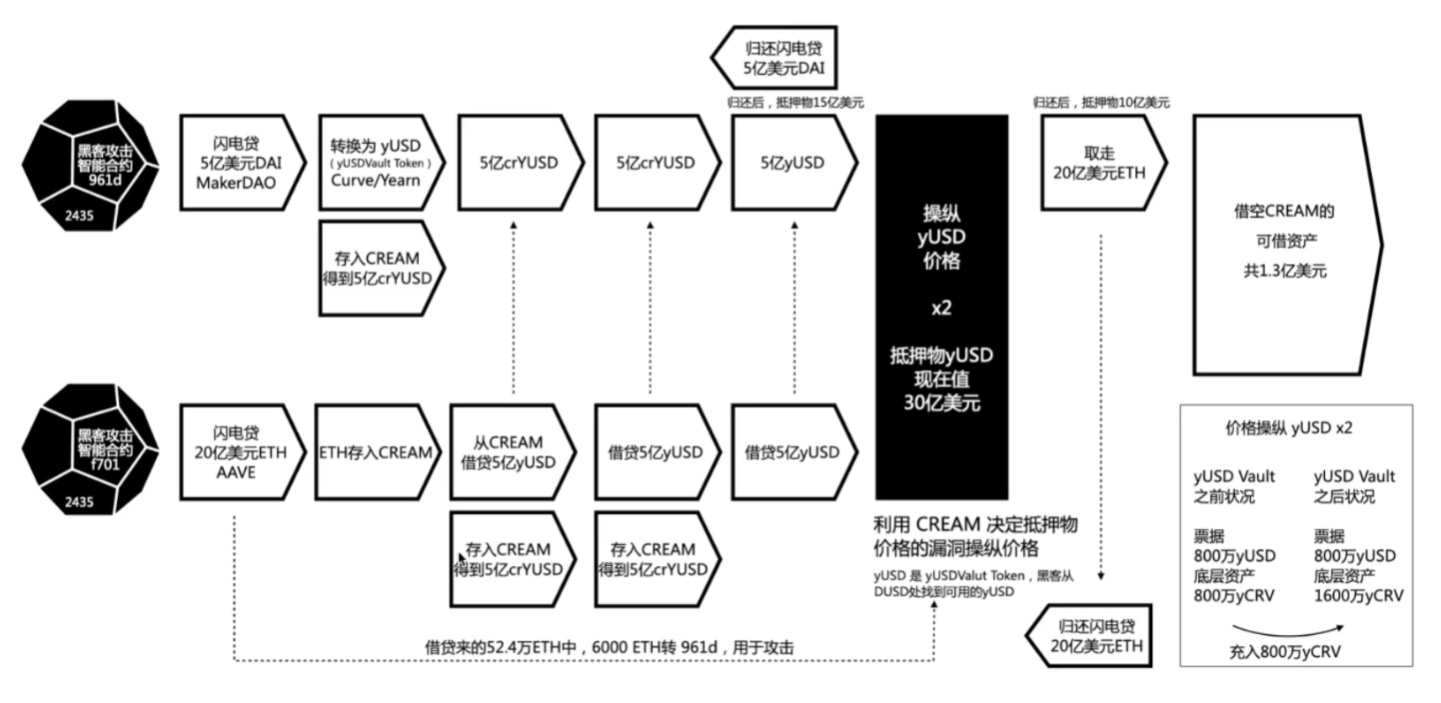 归还闪电贷
5亿美元DAI
归还后，抵押物15亿美元
归还后，抵押物10亿美元
黑客攻击
智能合约
961d
2435
闪电贷
5亿美元DAI
MakerDAO
转换为 yUSD
（yUSDVault Token）
Curve/Yearn
5亿crYUSD
5亿crYUSD
5亿yUSD
取走
20亿美元ETH
存入CREAM
得到5亿crYUSD
操纵
yUSD
价格
x2
抵押物yUSD
现在值
30亿美元
借空CREAM的
可借资产
共1.3亿美元
黑客攻击
智能合约
f701
2435
闪电贷
20亿美元ETH
AAVE
ETH存入CREAM
从CREAM
借贷5亿yUSD
借贷5亿yUSD
借贷5亿yUSD
存入CREAM
得到5亿crYUSD
存入CREAM
得到5亿crYUSD
利用 CREAM 决定抵押物
价格的漏洞操纵价格
yUSD 是 yUSDValut Token，黑客从
DUSD处找到可用的yUSD
借贷来的52.4万ETH中，6000 ETH转 961d，用于攻击
归还闪电贷
20亿美元ETH
价格操纵 yUSD x2
yUSD Vault
之前状况
票据
800万yUSD
底层资产
800万yCRV
yUSD Vault
之后状况
票据
800万yUSD
底层资产
1600万yCRV
充入800万yCRV